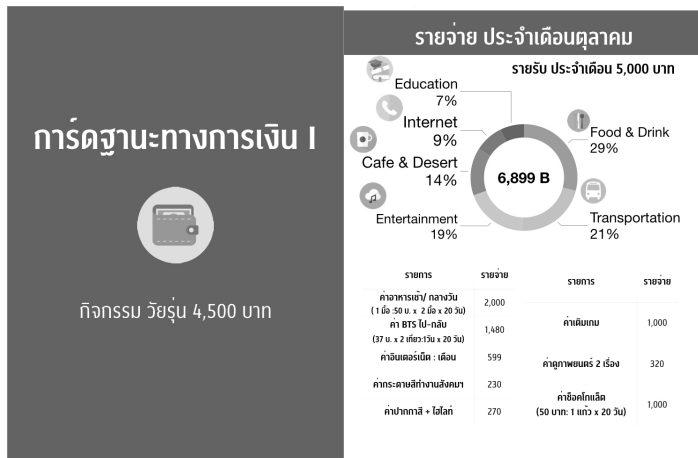 การ์ดฐานะทางการเงิน I
กิจกรรม วัยรุ่น 4,500 บาท
รายจ่าย ประจำเดือนตุลาคม
รายรับ ประจำเดือน 5,000 บาท
Education
7%
Internet
9%
Cafe & Desert
14%
Entertainment
19%
6,899 B
Food & Drink
29%
Transportation
21%
รายการ รายจ่าย
ค่าอาหารเช้า/ กลางวัน
( 1 มื้อ :50 บ. x 2 มื้อ x 20 วัน)
2,000
ค่า BTS ไป-กลับ
(37 บ. x 2 เที่ยว:1วัน x 20 วัน)
1,480
ค่าอินเตอร์เน็ต : เดือน 599
ค่ากระดาษสีทำงานสังคมฯ 230
ค่าปากกาสี + ไฮไลท์ 270
รายการ รายจ่าย
ค่าเติมเกม 1,000
ค่าดูภาพยนตร์ 2 เรื่อง 320
ค่าช็อคโกแล็ต
(50 บาท: 1 แก้ว x 20 วัน)
1,000